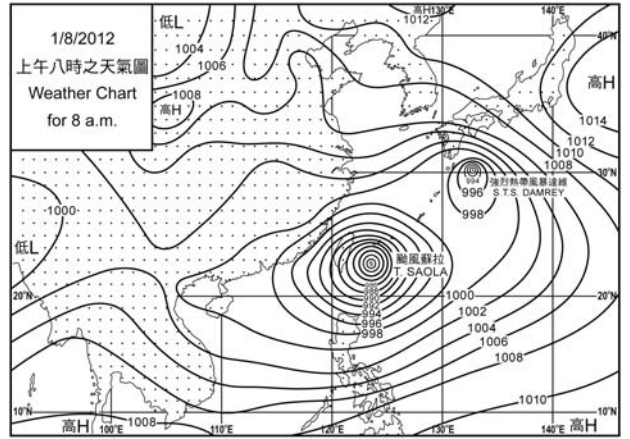 1/8/2012
上午八時之天氣圖
Weather Chart
for 8 a.m.
低L
1004
1006
1008
高H
1012
130°E
140°E
40°N
高H
1014
1012
1010
1008
30°N
994
996
998
強烈熱帶風暴達維
S.T.S. DAMREY
1000
低L
颱風蘇拉
T. SAOLA
20°N
20°N
992
994
996
998
1000
1002
1004
1006
1008
1010
10°N
10°N
高H
1008
100°E
110°E
120°E
130°E
高H
140°E